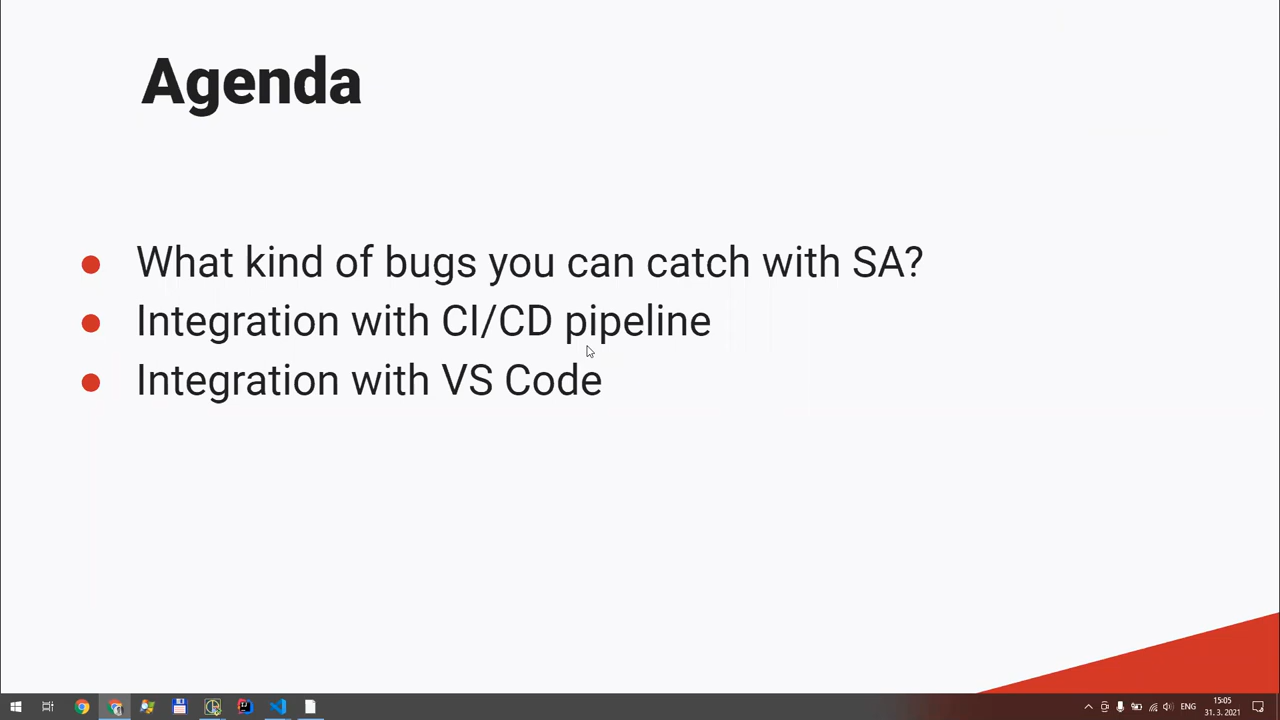 Agenda
What kind of bugs you can catch with SA?
Integration with CI/CD pipeline
Integration with VS Code
ENG
15:05
31. 3. 2021